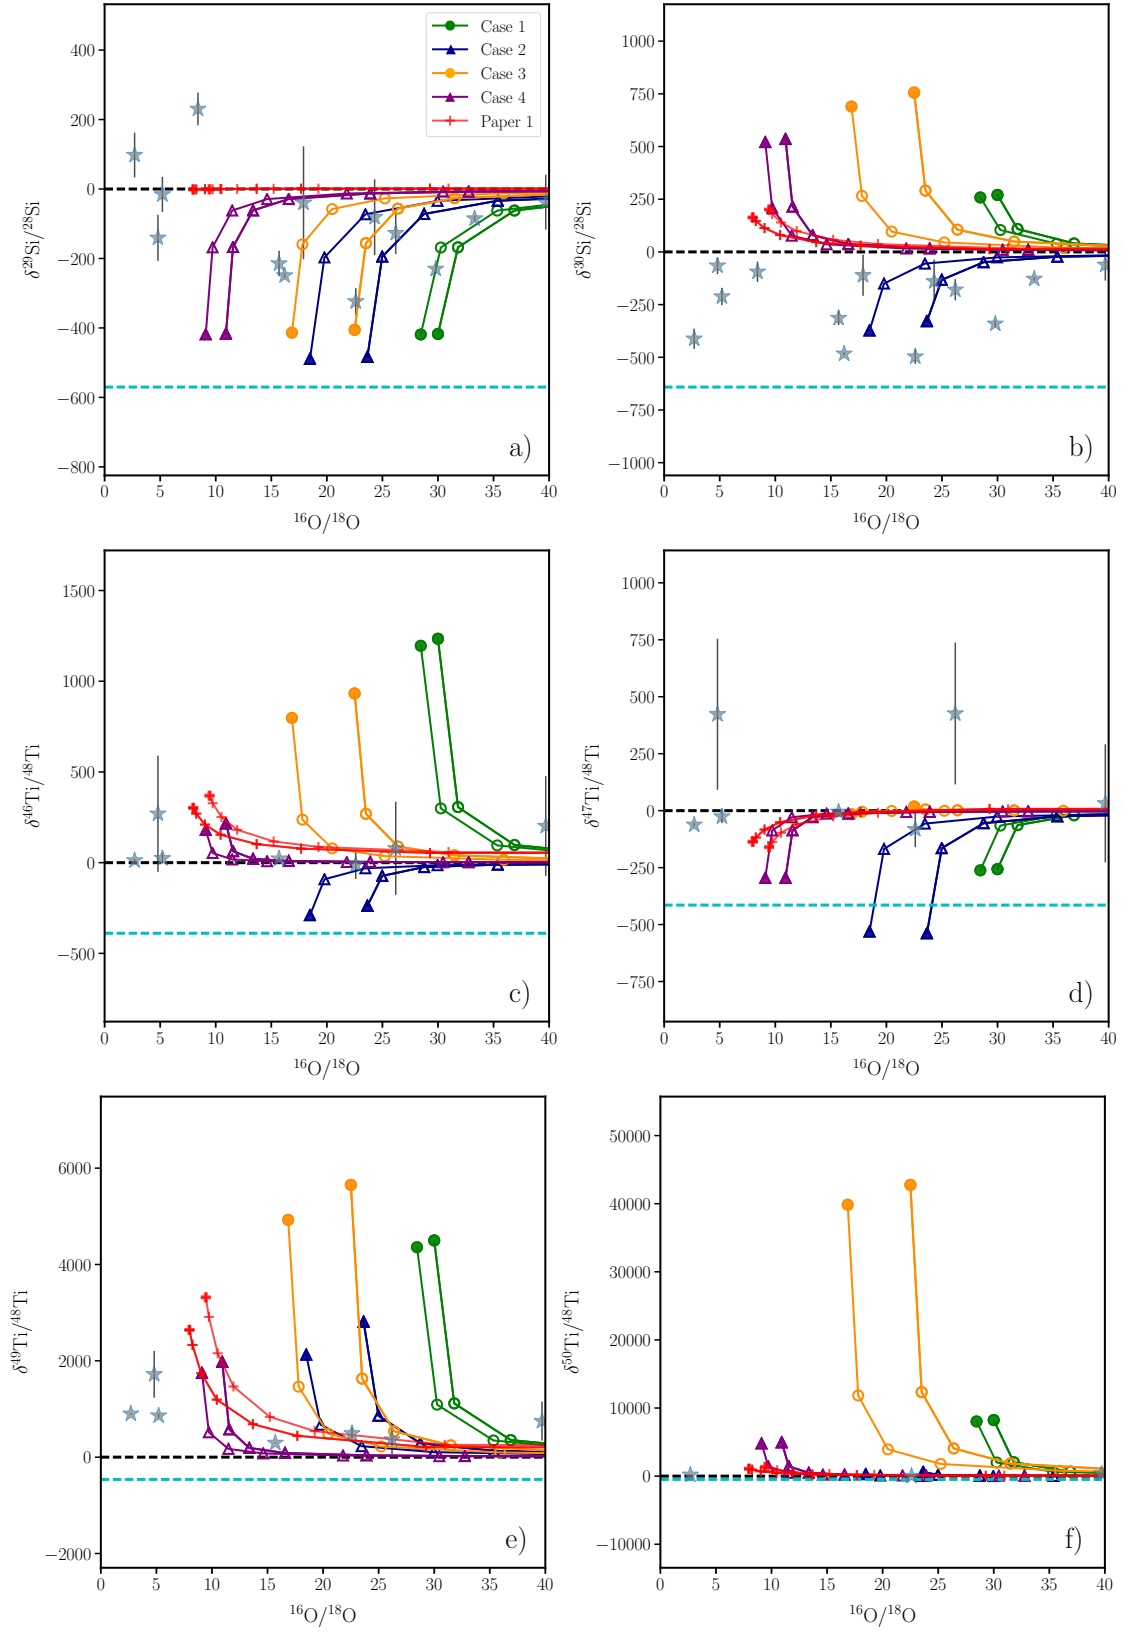 400
200
0
−200
−400
−600
−800
0 5 10 15 20 25 30 35 40
¹⁶O/¹⁸O
δ²⁹Si/²⁸Si
Case 1
Case 2
Case 3
Case 4
Paper 1
a)
1000
750
500
250
0
−250
−500
−750
−1000
0 5 10 15 20 25 30 35 40
¹⁶O/¹⁸O
δ³⁰Si/²⁸Si
b)
1500
1000
500
0
−500
0 5 10 15 20 25 30 35 40
¹⁶O/¹⁸O
δ⁴⁶Ti/⁴⁸Ti
c)
1000
750
500
250
0
−250
−500
−750
0 5 10 15 20 25 30 35 40
¹⁶O/¹⁸O
δ⁴⁷Ti/⁴⁸Ti
d)
6000
4000
2000
0
−2000
0 5 10 15 20 25 30 35 40
¹⁶O/¹⁸O
δ⁴⁹Ti/⁴⁸Ti
e)
50000
40000
30000
20000
10000
0
−10000
0 5 10 15 20 25 30 35 40
¹⁶O/¹⁸O
δ⁵⁰Ti/⁴⁸Ti
f)